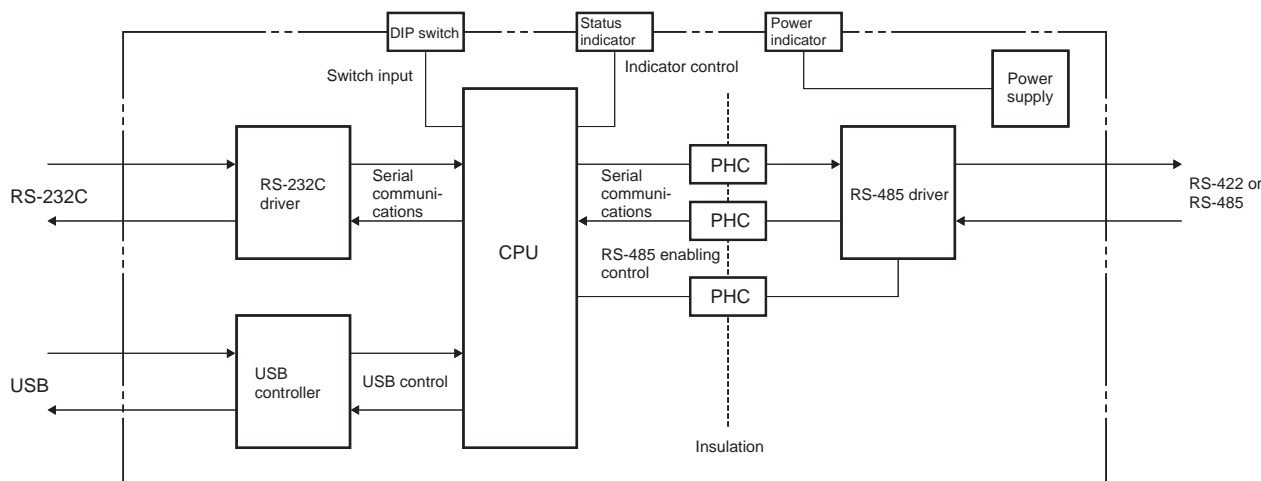 DIP switch
Status
indicator
Power
indicator
Switch input
Indicator control
Power
supply
RS-232C
RS-232C
driver
Serial
communi-
cations
CPU
Serial
communi-
cations
PHC
PHC
RS-485 enabling
control
PHC
RS-485 driver
RS-422 or
RS-485
USB
USB
controller
USB control
Insulation